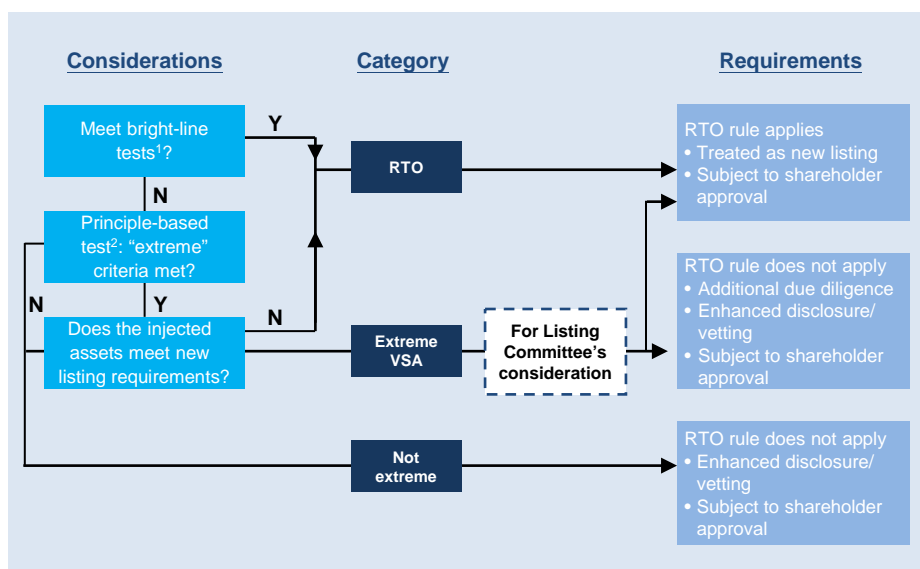 Considerations
Category
Requirements
Meet bright-line
tests¹?
Y
RTO
RTO rule applies
• Treated as new listing
• Subject to shareholder
approval
N
Principle-based
test²: “extreme”
criteria met?
N
Y
N
Does the injected
assets meet new
listing requirements?
Extreme
VSA
For Listing
Committee’s
consideration
RTO rule does not apply
• Additional due diligence
• Enhanced disclosure/
vetting
• Subject to shareholder
approval
Not
extreme
RTO rule does not apply
• Enhanced disclosure/
vetting
• Subject to shareholder
approval